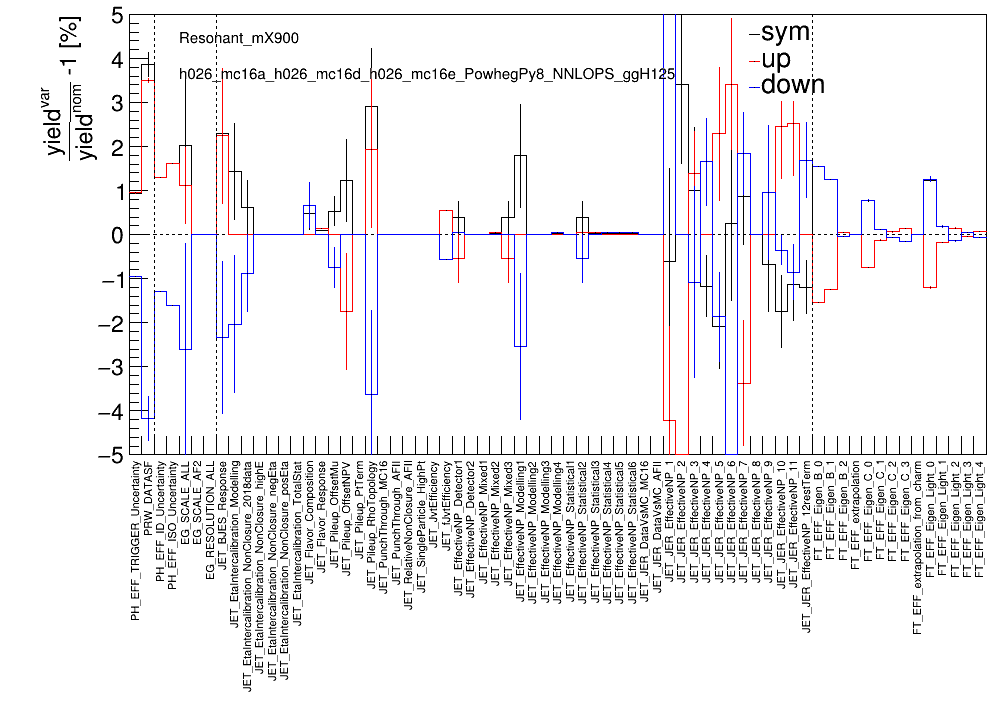 yield^var / yield^nom -1 [%]
Resonant_mX900
h026_mc16a_h026_mc16d_h026_mc16e_PowhegPy8_NNLOPS_ggH125
sym
up
down
5
4
3
2
1
0
−1
−2
−3
−4
−5
PH_EFF_TRIGGER_Uncertainty
PRW_DATASF
PH_EFF_ID_Uncertainty
PH_EFF_ISO_Uncertainty
EG_SCALE_ALL
EG_SCALE_AF2
EG_RESOLUTION_ALL
JET_BJES_Response
JET_EtaIntercalibration_Modelling
JET_EtaIntercalibration_NonClosure_2018data
JET_EtaIntercalibration_NonClosure_highE
JET_EtaIntercalibration_NonClosure_negEta
JET_EtaIntercalibration_NonClosure_posEta
JET_EtaIntercalibration_TotalStat
JET_Flavor_Composition
JET_Flavor_Response
JET_Pileup_OffsetMu
JET_Pileup_OffsetNPV
JET_Pileup_PtTerm
JET_Pileup_RhoTopology
JET_PunchThrough_MC16
JET_PunchThrough_AFII
JET_RelativeNonClosure_AFII
JET_SingleParticle_HighPt
JET_JvtEfficiency
JET_fJvtEfficiency
JET_EffectiveNP_Detector1
JET_EffectiveNP_Detector2
JET_EffectiveNP_Mixed1
JET_EffectiveNP_Mixed2
JET_EffectiveNP_Mixed3
JET_EffectiveNP_Modelling1
JET_EffectiveNP_Modelling2
JET_EffectiveNP_Modelling3
JET_EffectiveNP_Modelling4
JET_EffectiveNP_Statistical1
JET_EffectiveNP_Statistical2
JET_EffectiveNP_Statistical3
JET_EffectiveNP_Statistical4
JET_EffectiveNP_Statistical5
JET_EffectiveNP_Statistical6
JET_JER_DataVsMC_MC16
JET_JER_DataVsMC_AFII
JET_JER_EffectiveNP_1
JET_JER_EffectiveNP_2
JET_JER_EffectiveNP_3
JET_JER_EffectiveNP_4
JET_JER_EffectiveNP_5
JET_JER_EffectiveNP_6
JET_JER_EffectiveNP_7
JET_JER_EffectiveNP_8
JET_JER_EffectiveNP_9
JET_JER_EffectiveNP_10
JET_JER_EffectiveNP_11
JET_JER_EffectiveNP_12restTerm
FT_EFF_Eigen_B_0
FT_EFF_Eigen_B_1
FT_EFF_Eigen_B_2
FT_EFF_extrapolation
FT_EFF_Eigen_C_0
FT_EFF_Eigen_C_1
FT_EFF_Eigen_C_2
FT_EFF_Eigen_C_3
FT_EFF_extrapolation_from_charm
FT_EFF_Eigen_Light_0
FT_EFF_Eigen_Light_1
FT_EFF_Eigen_Light_2
FT_EFF_Eigen_Light_3
FT_EFF_Eigen_Light_4